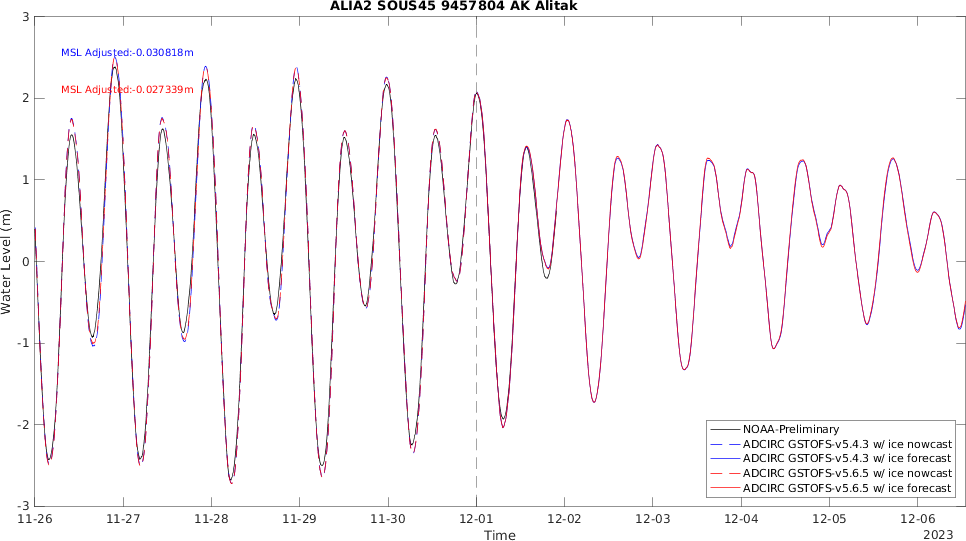 ALIA2 SOUS45 9457804 AK Alitak
3
MSL Adjusted:-0.030818m
MSL Adjusted:-0.027339m
2
1
0
-1
-2
-3
Water Level (m)
NOAA-Preliminary
ADCIRC GSTOFS-v5.4.3 w/ ice nowcast
ADCIRC GSTOFS-v5.4.3 w/ ice forecast
ADCIRC GSTOFS-v5.6.5 w/ ice nowcast
ADCIRC GSTOFS-v5.6.5 w/ ice forecast
11-26 11-27 11-28 11-29 11-30 12-01 12-02 12-03 12-04 12-05 12-06
Time
2023